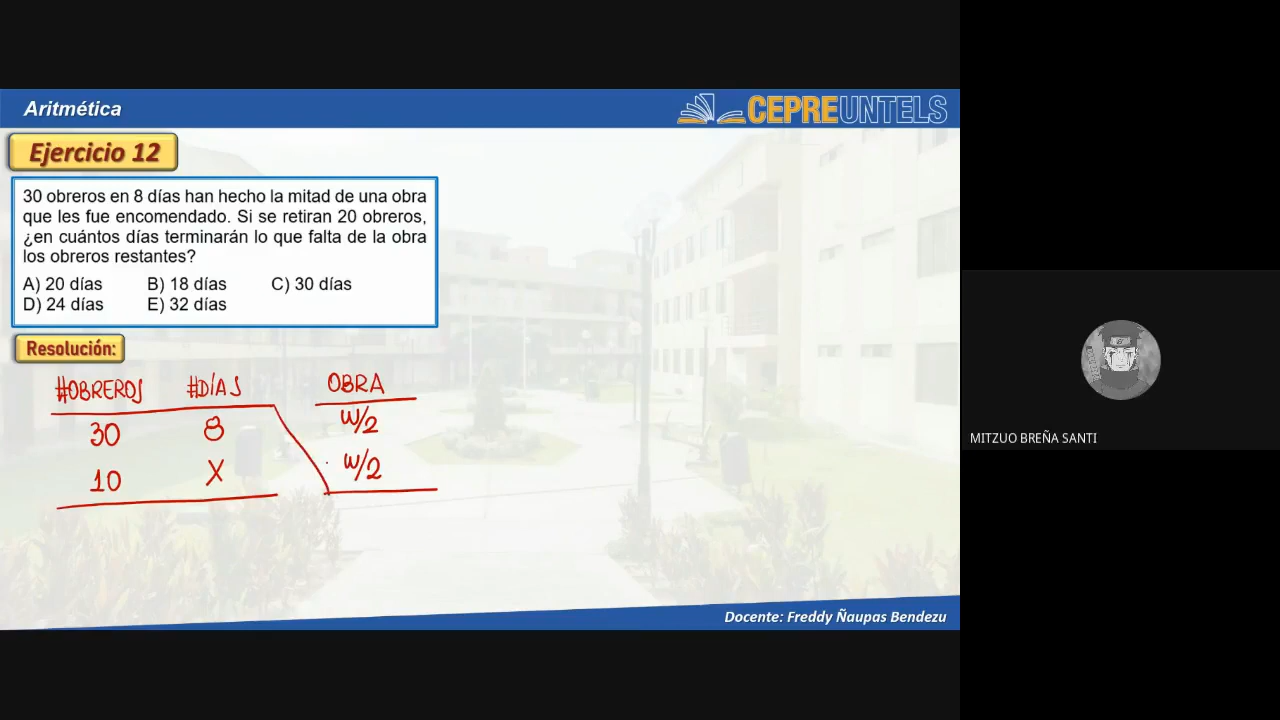 Aritmética
CEPREUNTELS
Ejercicio 12
30 obreros en 8 días han hecho la mitad de una obra
que les fue encomendado. Si se retiran 20 obreros,
¿en cuántos días terminarán lo que falta de la obra
los obreros restantes?
A) 20 días B) 18 días C) 30 días
D) 24 días E) 32 días
Resolución:
#OBREROS #DÍAS OBRA
30 8 W/2
10 X W/2
MITZUO BREÑA SANTI
Docente: Freddy Ñaupas Bendezu